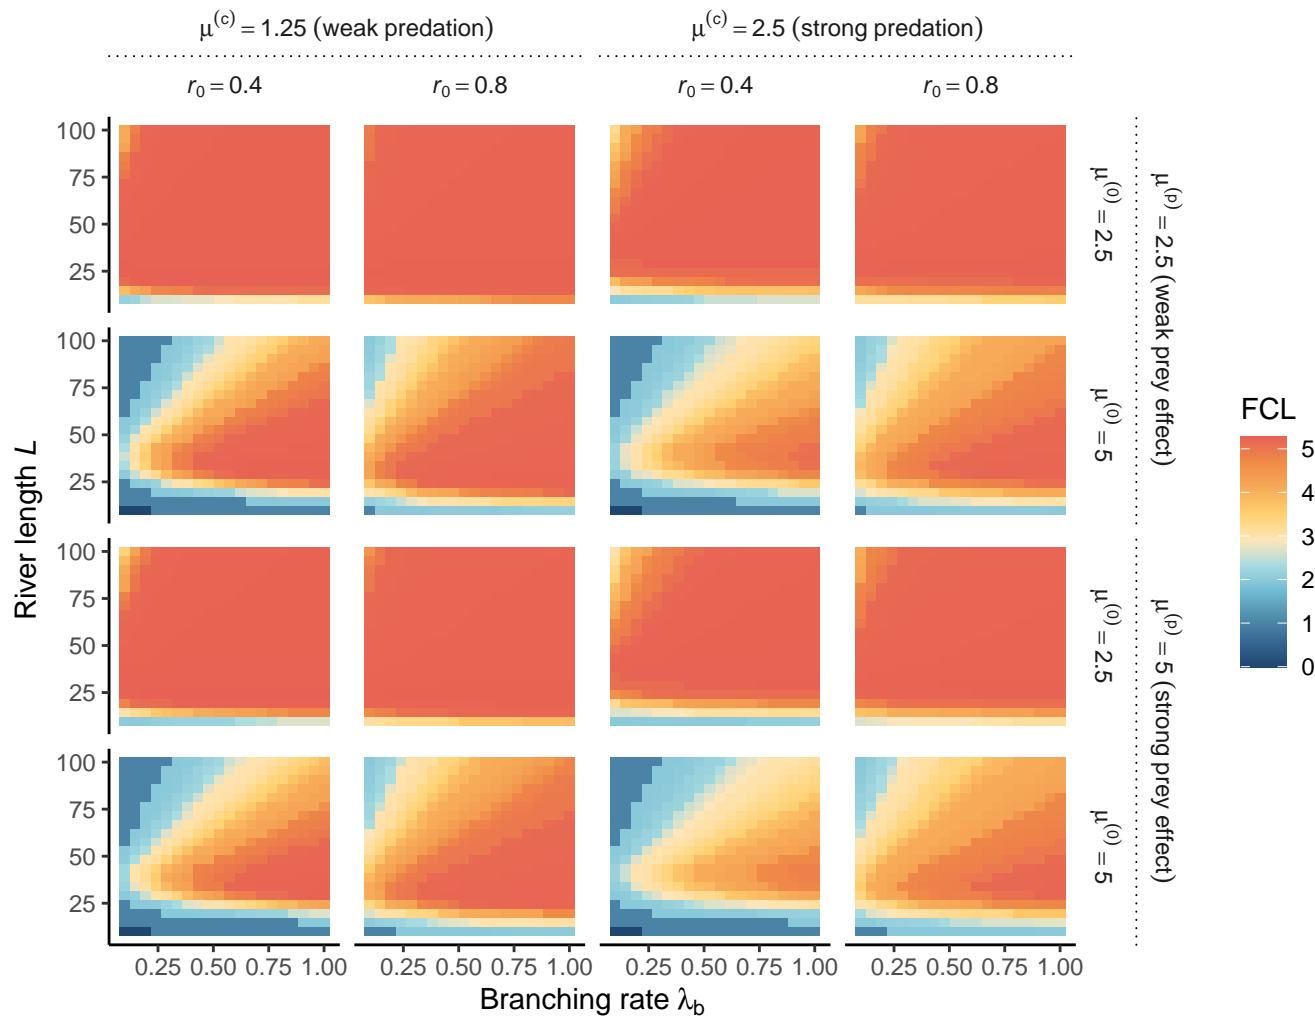 μ(c) = 1.25 (weak predation)
μ(c) = 2.5 (strong predation)
r0 = 0.4
r0 = 0.8
r0 = 0.4
r0 = 0.8
River length L
100
75
50
25
100
75
50
25
100
75
50
25
100
75
50
25
μ(0) = 2.5
μ(0) = 5
μ(0) = 2.5
μ(0) = 5
μ(p) = 2.5 (weak prey effect)
μ(p) = 5 (strong prey effect)
FCL
5
4
3
2
1
0
0.25 0.50 0.75 1.00
0.25 0.50 0.75 1.00
0.25 0.50 0.75 1.00
0.25 0.50 0.75 1.00
Branching rate λb